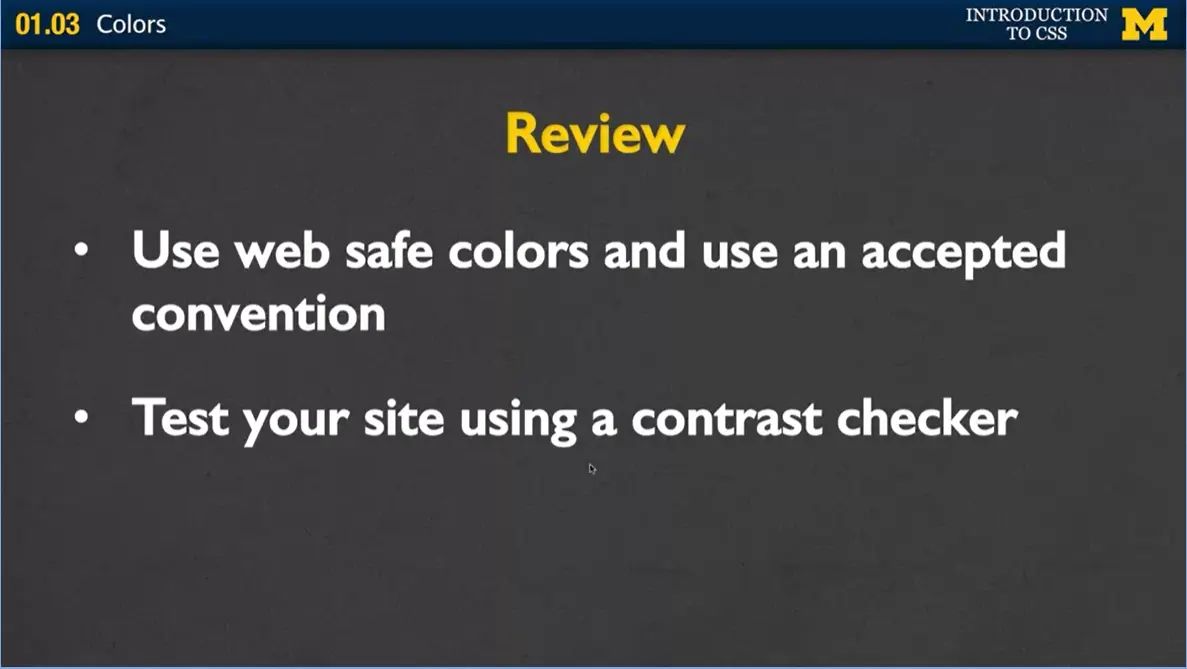 01.03 Colors
INTRODUCTION
TO CSS
M
Review
• Use web safe colors and use an accepted
convention
• Test your site using a contrast checker